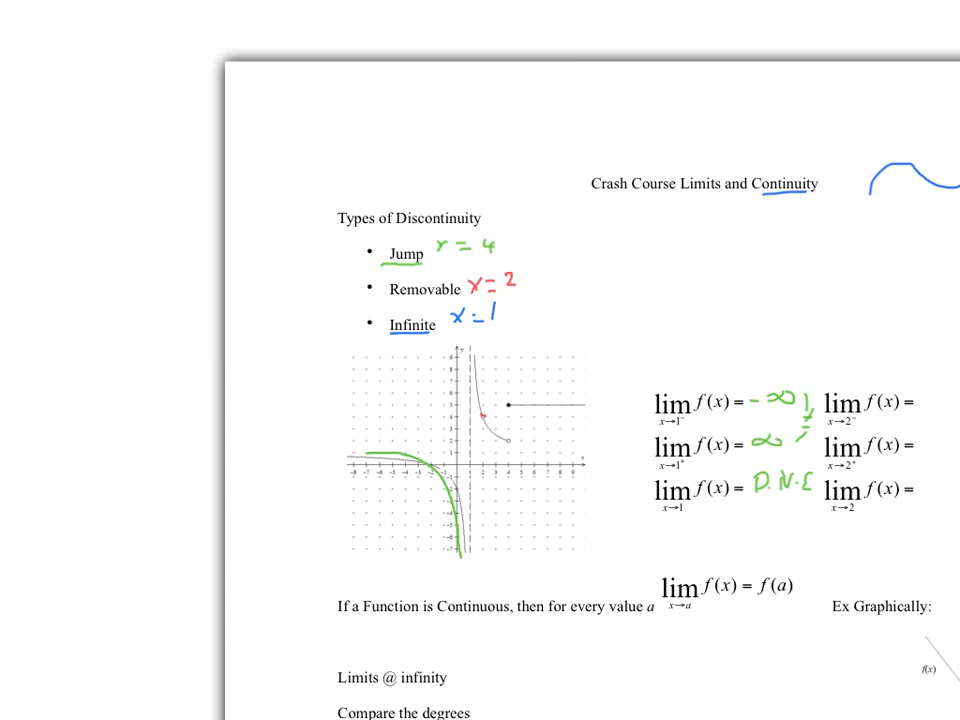 Crash Course Limits and Continuity
Types of Discontinuity
• Jump r = 4
• Removable x = 2
• Infinite x = 1
lim f(x) = - ∞ lim f(x) =
x→1⁻ x→2⁻
lim f(x) = ∞ lim f(x) =
x→1⁺ x→2⁺
lim f(x) = D.N.E lim f(x) =
x→1 x→2
lim f(x) = f(a)
x→a
If a Function is Continuous, then for every value a Ex Graphically:
f(x)
Limits @ infinity
Compare the degrees